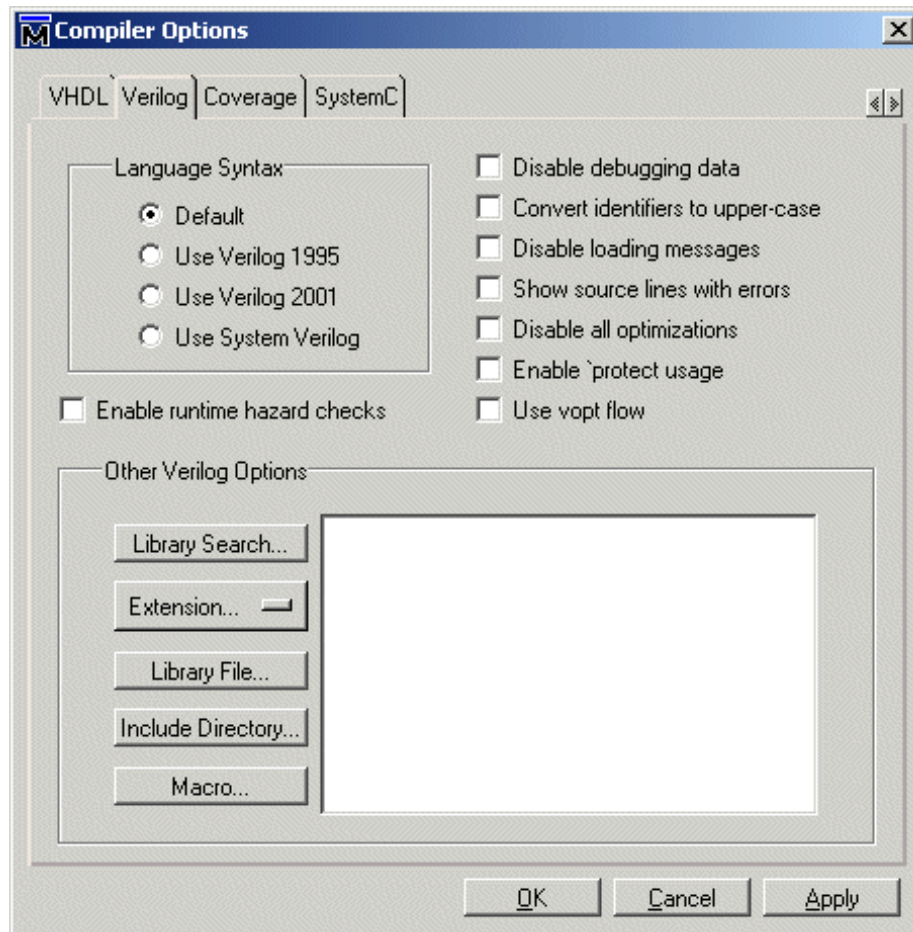 Compiler Options
VHDL Verilog Coverage SystemC
Language Syntax
Default
Use Verilog 1995
Use Verilog 2001
Use System Verilog
Enable runtime hazard checks
Disable debugging data
Convert identifiers to upper-case
Disable loading messages
Show source lines with errors
Disable all optimizations
Enable `protect usage
Use vopt flow
Other Verilog Options
Library Search...
Extension...
Library File...
Include Directory...
Macro...
OK Cancel Apply